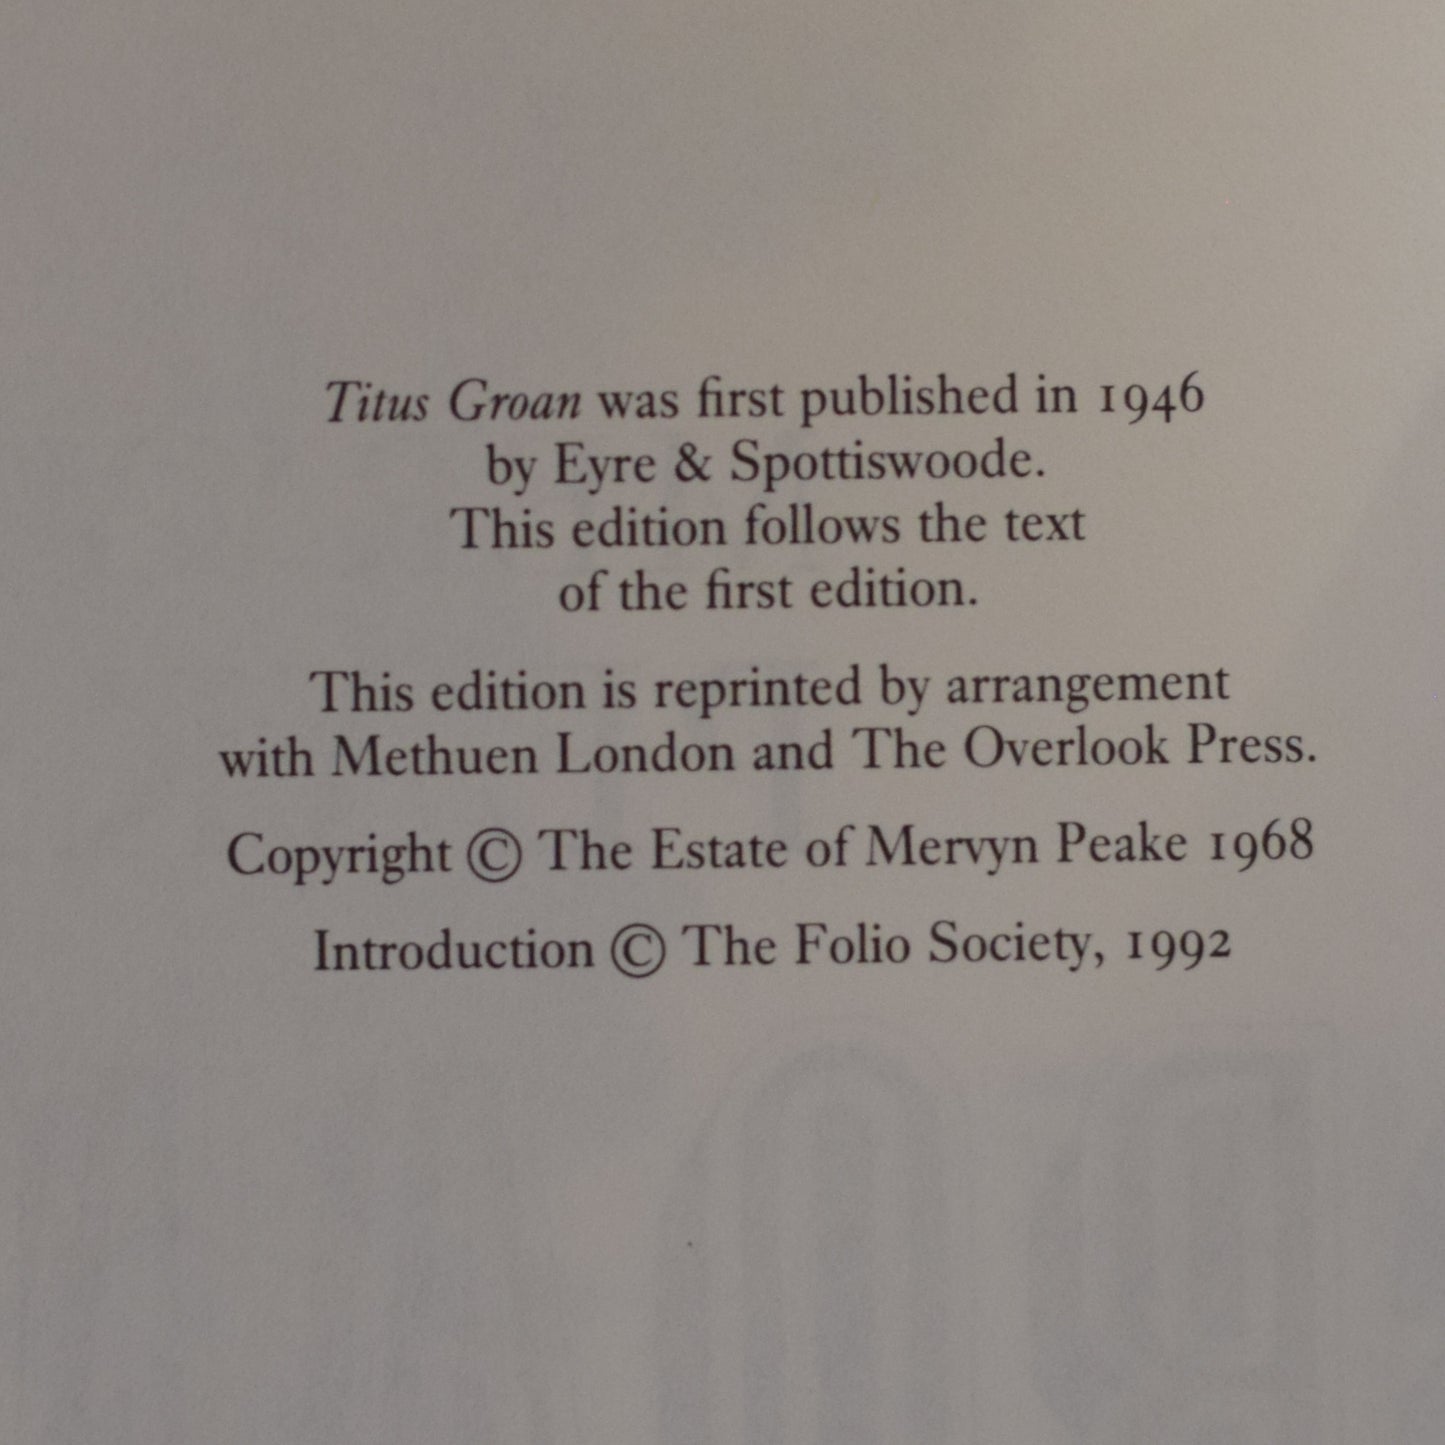 Titus Groan was first published in 1946
by Eyre & Spottiswoode.
This edition follows the text
of the first edition.
This edition is reprinted by arrangement
with Methuen London and The Overlook Press.
Copyright © The Estate of Mervyn Peake 1968
Introduction © The Folio Society, 1992